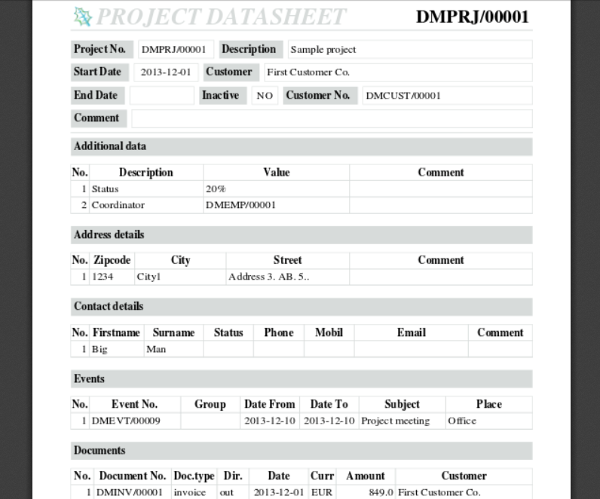 PROJECT DATASHEET DMPRJ/00001
Project No. DMPRJ/00001 Description Sample project
Start Date 2013-12-01 Customer First Customer Co.
End Date Inactive NO Customer No. DMCUST/00001
Comment
Additional data
No. Description Value Comment
1 Status 20%
2 Coordinator DMEMP/00001
Address details
No. Zipcode City Street Comment
1 1234 City1 Address 3. AB. 5..
Contact details
No. Firstname Surname Status Phone Mobil Email Comment
1 Big Man
Events
No. Event No. Group Date From Date To Subject Place
1 DMEVT/00009 2013-12-10 2013-12-10 Project meeting Office
Documents
No. Document No. Doc.type Dir. Date Curr Amount Customer
1 DMINV/00001 invoice out 2013-12-01 EUR 849.0 First Customer Co.